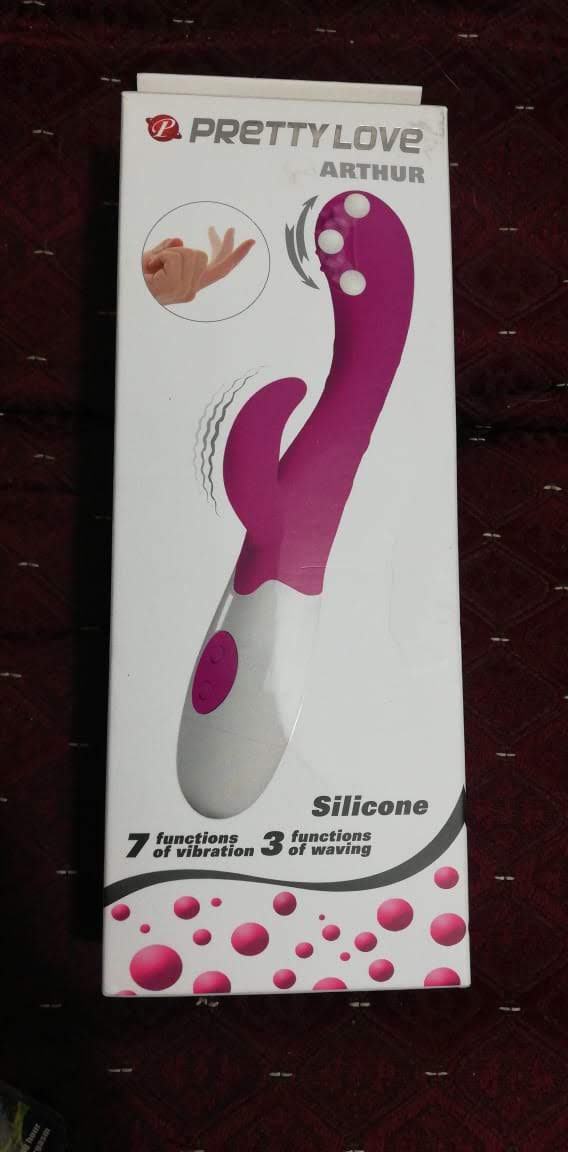 P PRETTY LOVE
ARTHUR
Silicone
7 functions of vibration 3 functions of waving